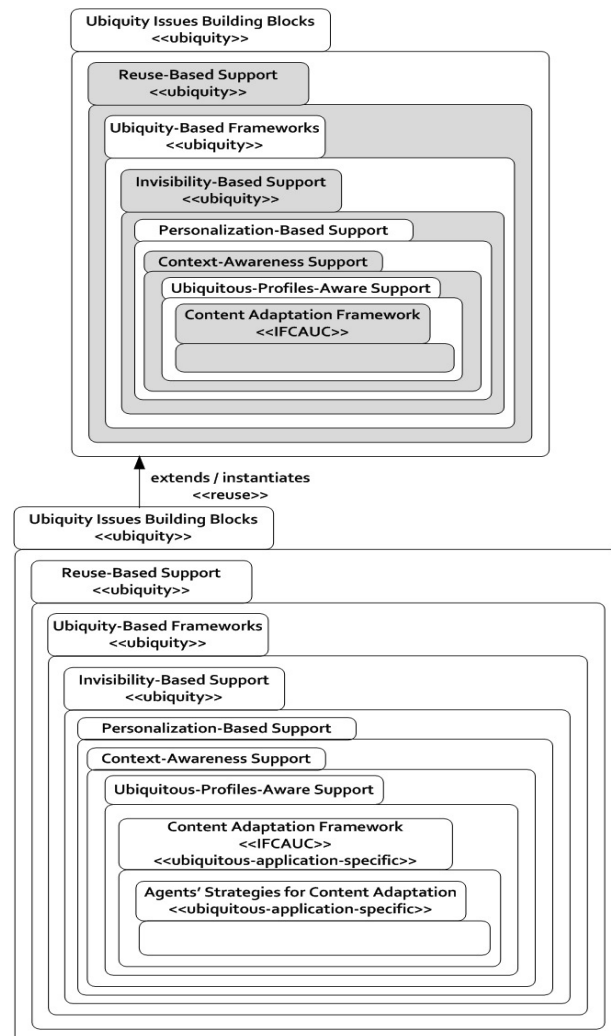 Ubiquity Issues Building Blocks
<<ubiquity>>
Reuse-Based Support
<<ubiquity>>
Ubiquity-Based Frameworks
<<ubiquity>>
Invisibility-Based Support
<<ubiquity>>
Personalization-Based Support
Context-Awareness Support
Ubiquitous-Profiles-Aware Support
Content Adaptation Framework
<<IFCAUC>>
extends / instantiates
<<reuse>>
Ubiquity Issues Building Blocks
<<ubiquity>>
Reuse-Based Support
<<ubiquity>>
Ubiquity-Based Frameworks
<<ubiquity>>
Invisibility-Based Support
<<ubiquity>>
Personalization-Based Support
Context-Awareness Support
Ubiquitous-Profiles-Aware Support
Content Adaptation Framework
<<IFCAUC>>
<<ubiquitous-application-specific>>
Agents’ Strategies for Content Adaptation
<<ubiquitous-application-specific>>